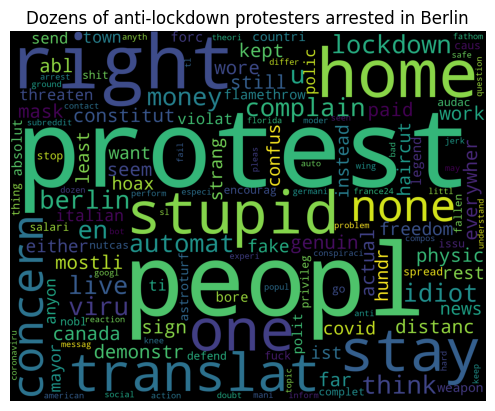 Dozens of anti-lockdown protesters arrested in Berlin
send town forc countri anyth theori fathom
right home lockdown caus safe
abl kept wore still u polic differ question
threaten arrest shit flamethrow audac
mask ground money complain paid work
contact constitut violat florida
subreddit protest
stop least want seem strang confus instead haircut legend jerk
thing absolut hoax encourag auto wing bad may
berlin stupid none everywher
italian en fail pleas germani france24 littl
salari automat sl especi fallen understand
either dozen perform fake genuin actual freedom issu
mostli nutcas bot hundr problem compos
concern peopl physic
live googl ti astroturf experi conspiraci spread rest
viru bore privileg idiot
anyon one popul go covid distanc news
canada sign polit anti
nobl reaction demonstr defend ist far hard
coronaviru mayor messag knee fuck topic complet weapon
translat stay think
american social action doubt mani inform